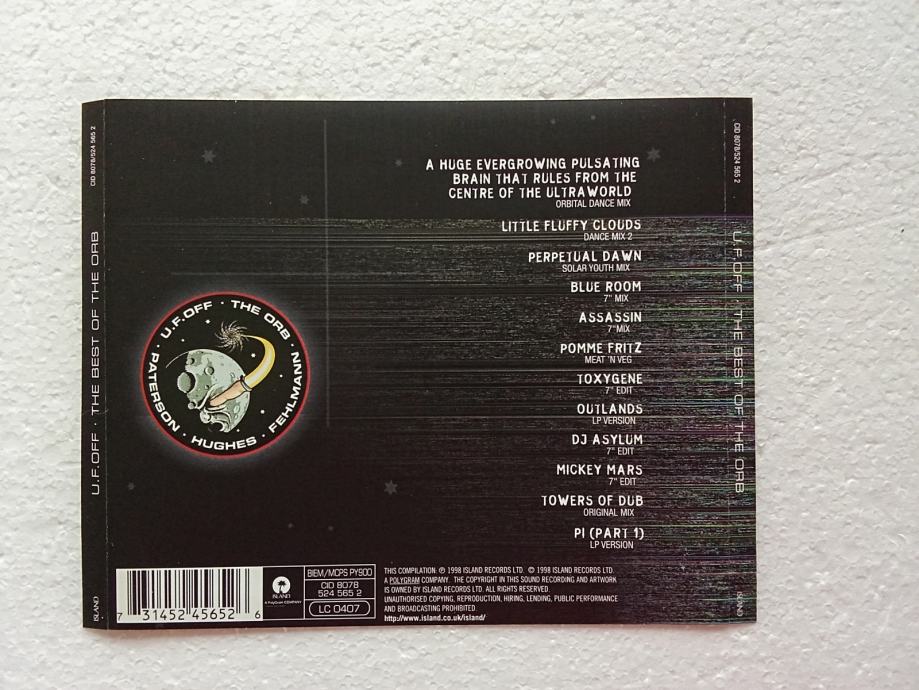 CID 8078/524 565 2
U.F.OFF · THE BEST OF THE ORB
ISLAND
U.F.OFF · THE ORB
PATERSON · HUGHES · FEHLMANN
A HUGE EVERGROWING PULSATING
BRAIN THAT RULES FROM THE
CENTRE OF THE ULTRAWORLD
ORBITAL DANCE MIX
LITTLE FLUFFY CLOUDS
DANCE MIX 2
PERPETUAL DAWN
SOLAR YOUTH MIX
BLUE ROOM
7" MIX
ASSASSIN
7" MIX
POMME FRITZ
MEAT 'N VEG
TOXYGENE
7" EDIT
OUTLANDS
LP VERSION
DJ ASYLUM
7" EDIT
MICKEY MARS
7" EDIT
TOWERS OF DUB
ORIGINAL MIX
PI (PART 1)
LP VERSION
7 31452 45652 6
ISLAND
A PolyGram COMPANY
BIEM/MCPS PY900
CID 8078
524 565 2
LC 0407
THIS COMPILATION ℗ 1998 ISLAND RECORDS LTD. © 1998 ISLAND RECORDS LTD.
A POLYGRAM COMPANY. THE COPYRIGHT IN THIS SOUND RECORDING AND ARTWORK
IS OWNED BY ISLAND RECORDS LTD. ALL RIGHTS RESERVED.
UNAUTHORISED COPYING, REPRODUCTION, HIRING, LENDING, PUBLIC PERFORMANCE
AND BROADCASTING PROHIBITED.
http://www.island.co.uk/island/
CID 8078/524 565 2
U.F.OFF · THE BEST OF THE ORB
ISLAND